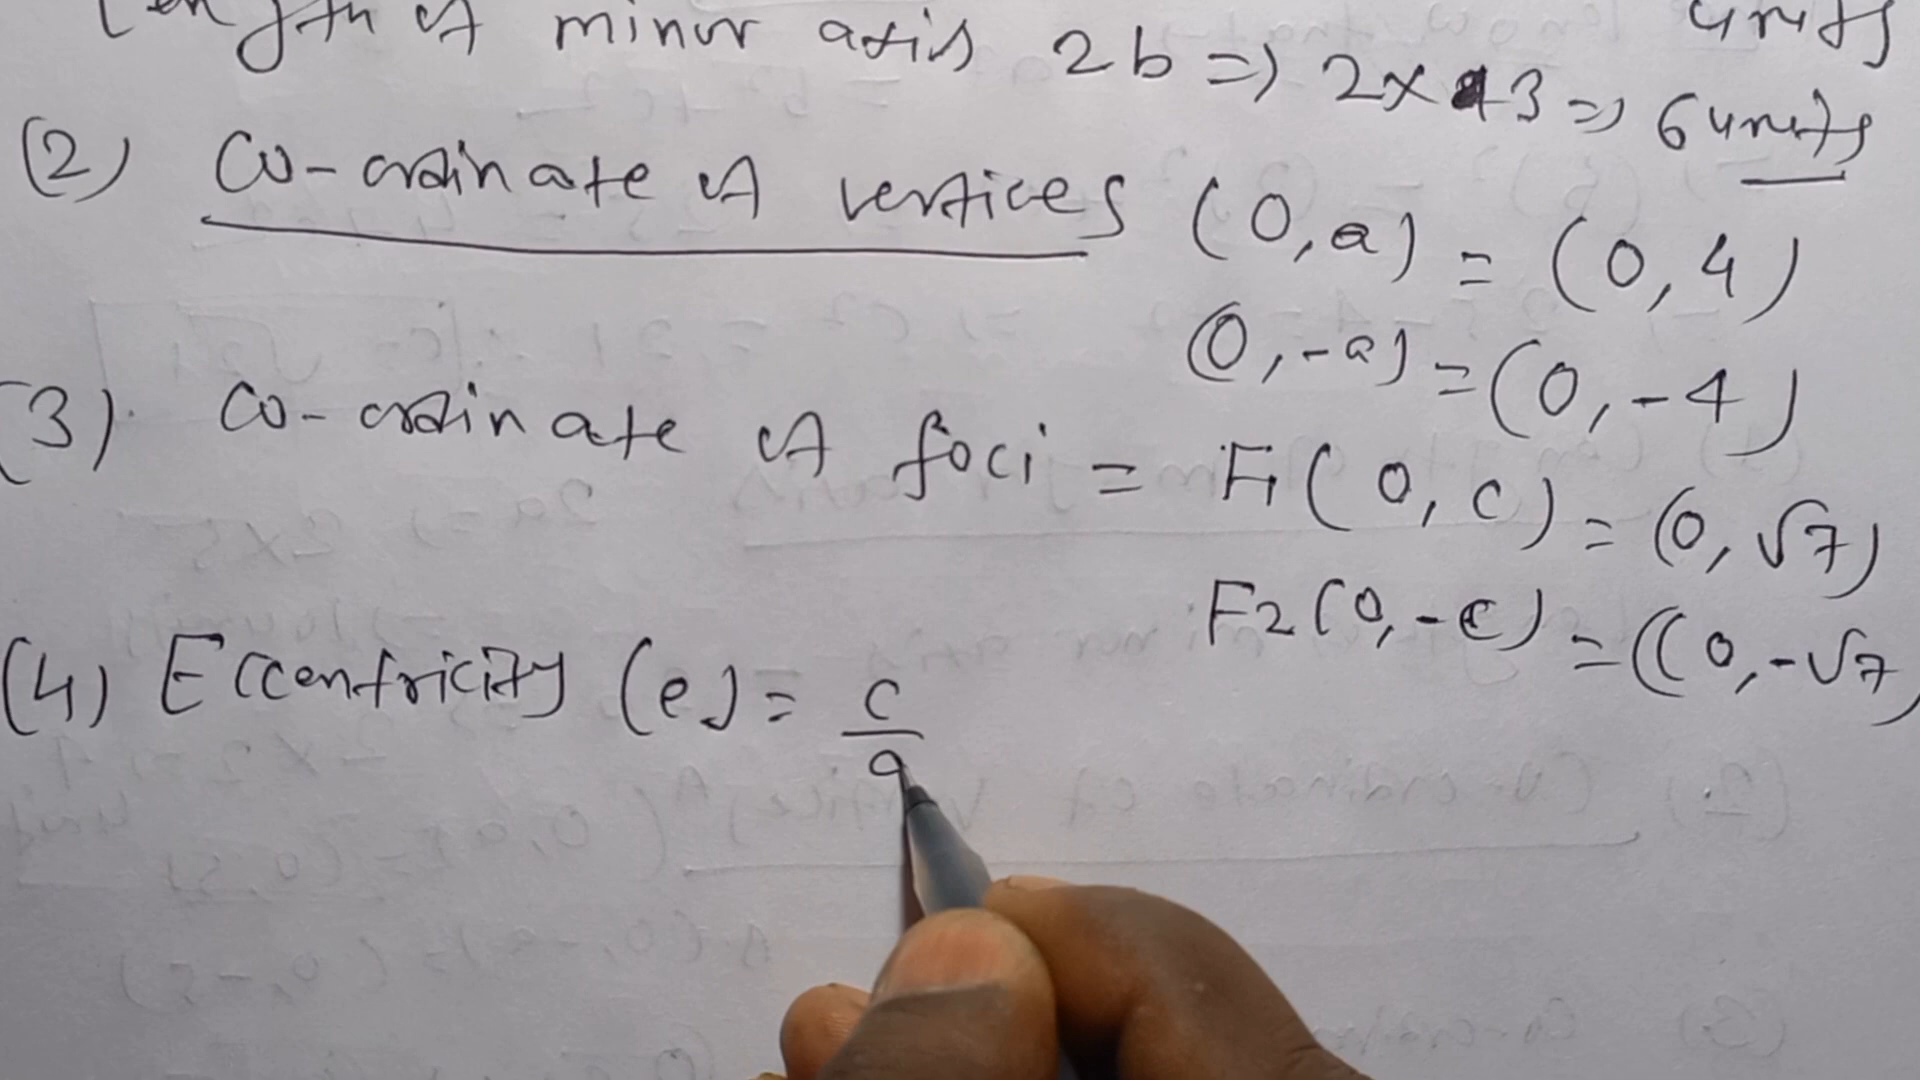 Length of minor axis 2b => 2x3 => 6 units
units
(2) Co-ordinate of vertices (0,a) = (0,4)
(0,-a) = (0,-4)
(3) Co-ordinate of foci = F1(0,c) = (0,√7)
F2(0,-c) = ((0,-√7)
(4) Eccentricity (e) = c/a